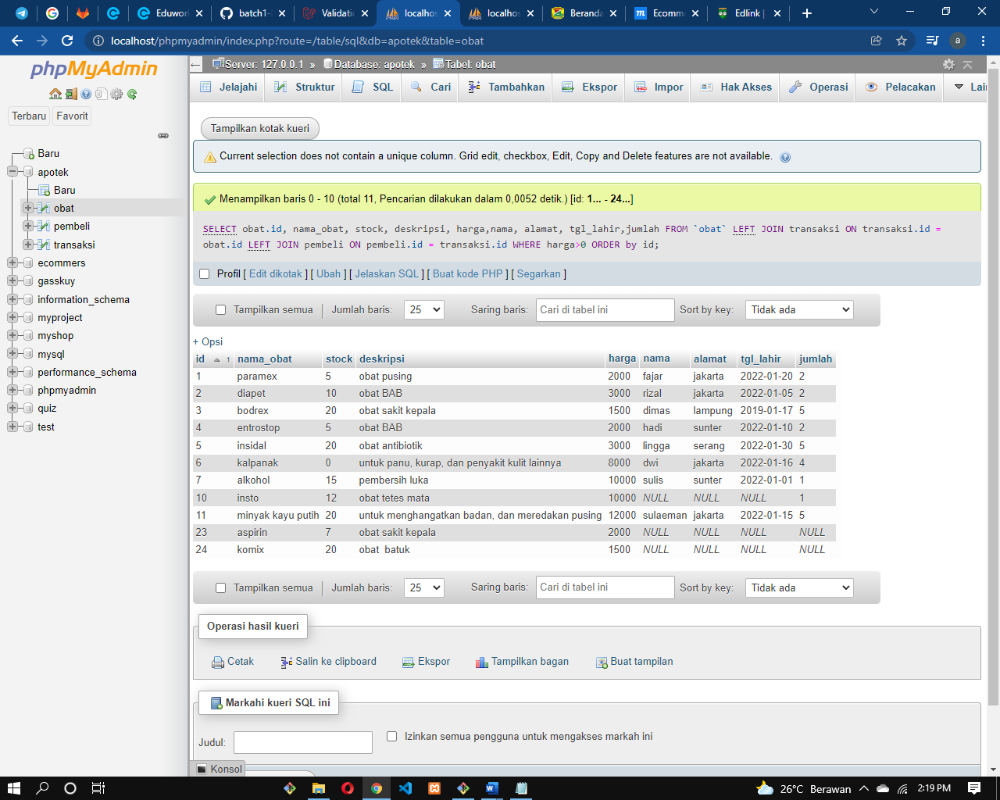 Eduwor
batch1-
Validati
localhos
localhos
Beranda
Ecomm
Edlink |
localhost/phpmyadmin/index.php?route=/table/sql&db=apotek&table=obat
a
phpMyAdmin
Terbaru Favorit
Baru
apotek
Baru
obat
pembeli
transaksi
ecommers
gasskuy
information_schema
myproject
myshop
mysql
performance_schema
phpmyadmin
quiz
test
Server: 127.0.0.1 » Database: apotek » Tabel: obat
Jelajahi Struktur SQL Cari Tambahkan Ekspor Impor Hak Akses Operasi Pelacakan Lai
Tampilkan kotak kueri
Current selection does not contain a unique column. Grid edit, checkbox, Edit, Copy and Delete features are not available.
Menampilkan baris 0 - 10 (total 11, Pencarian dilakukan dalam 0,0052 detik.) [id: 1... - 24...]
SELECT obat.id, nama_obat, stock, deskripsi, harga,nama, alamat, tgl_lahir,jumlah FROM `obat` LEFT JOIN transaksi ON transaksi.id =
obat.id LEFT JOIN pembeli ON pembeli.id = transaksi.id WHERE harga>0 ORDER by id;
Profil [ Edit dikotak ] [ Ubah ] [ Jelaskan SQL ] [ Buat kode PHP ] [ Segarkan ]
Tampilkan semua Jumlah baris: 25 Saring baris: Cari di tabel ini Sort by key: Tidak ada
+ Opsi
id 1 nama_obat stock deskripsi harga nama alamat tgl_lahir jumlah
1 paramex 5 obat pusing 2000 fajar jakarta 2022-01-20 2
2 diapet 10 obat BAB 3000 rizal jakarta 2022-01-05 2
3 bodrex 20 obat sakit kepala 1500 dimas lampung 2019-01-17 5
4 entrostop 5 obat BAB 2000 hadi sunter 2022-01-10 2
5 insidal 20 obat antibiotik 3000 lingga serang 2022-01-30 5
6 kalpanak 0 untuk panu, kurap, dan penyakit kulit lainnya 8000 dwi jakarta 2022-01-16 4
7 alkohol 15 pembersih luka 10000 sulis sunter 2022-01-01 1
10 insto 12 obat tetes mata 10000 NULL NULL NULL 1
11 minyak kayu putih 20 untuk menghangatkan badan, dan meredakan pusing 12000 sulaeman jakarta 2022-01-15 5
23 aspirin 7 obat sakit kepala 2000 NULL NULL NULL NULL
24 komix 20 obat batuk 1500 NULL NULL NULL NULL
Tampilkan semua Jumlah baris: 25 Saring baris: Cari di tabel ini Sort by key: Tidak ada
Operasi hasil kueri
Cetak Salin ke clipboard Ekspor Tampilkan bagan Buat tampilan
Markahi kueri SQL ini
Judul: Izinkan semua pengguna untuk mengakses markah ini
Konsol
26°C Berawan 2:19 PM